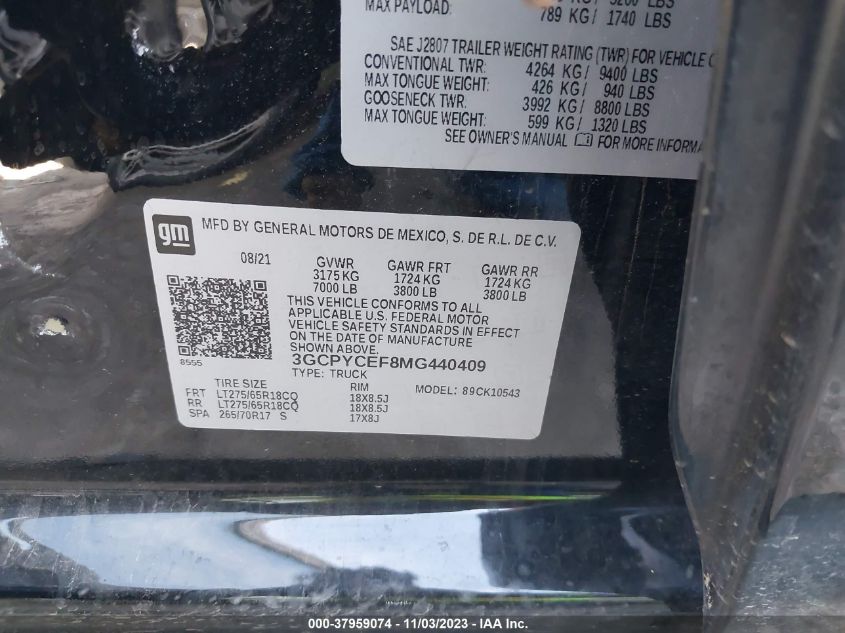 KG/ 5200 LBS
MAX PAYLOAD: 789 KG/ 1740 LBS
SAE J2807 TRAILER WEIGHT RATING (TWR) FOR VEHICLE
CONVENTIONAL TWR: 4264 KG/ 9400 LBS
MAX TONGUE WEIGHT: 426 KG/ 940 LBS
GOOSENECK TWR: 3992 KG/ 8800 LBS
MAX TONGUE WEIGHT: 599 KG/ 1320 LBS
SEE OWNER'S MANUAL FOR MORE INFORMA
gm MFD BY GENERAL MOTORS DE MEXICO, S. DE R.L. DE C.V.
08/21 GVWR GAWR FRT GAWR RR
3175 KG 1724 KG 1724 KG
7000 LB 3800 LB 3800 LB
THIS VEHICLE CONFORMS TO ALL
APPLICABLE U.S. FEDERAL MOTOR
VEHICLE SAFETY STANDARDS IN EFFECT
ON THE DATE OF MANUFACTURE
SHOWN ABOVE.
8555 3GCPYCEF8MG440409
TYPE: TRUCK
TIRE SIZE RIM MODEL: 89CK10543
FRT LT275/65R18CQ 18X8.5J
RR LT275/65R18CQ 18X8.5J
SPA 265/70R17 S 17X8J
000-37959074 - 11/03/2023 - IAA Inc.